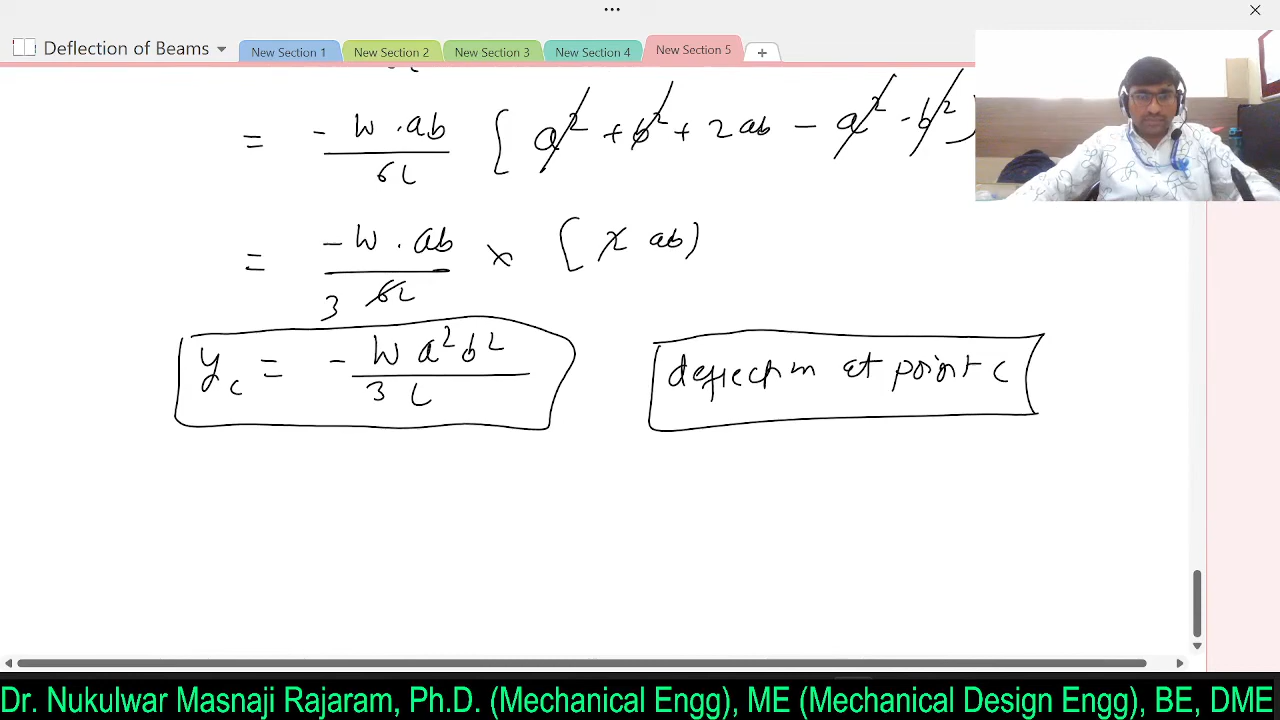 Deflection of Beams
New Section 1 New Section 2 New Section 3 New Section 4 New Section 5 +
= - W . ab / 6L [ a² + b² + 2ab - a² - b² )
= - W . ab / 3 6L × [ 2 ab )
y_c = - W a² b² / 3 L
deflection at point c
Dr. Nukulwar Masnaji Rajaram, Ph.D. (Mechanical Engg), ME (Mechanical Design Engg), BE, DME